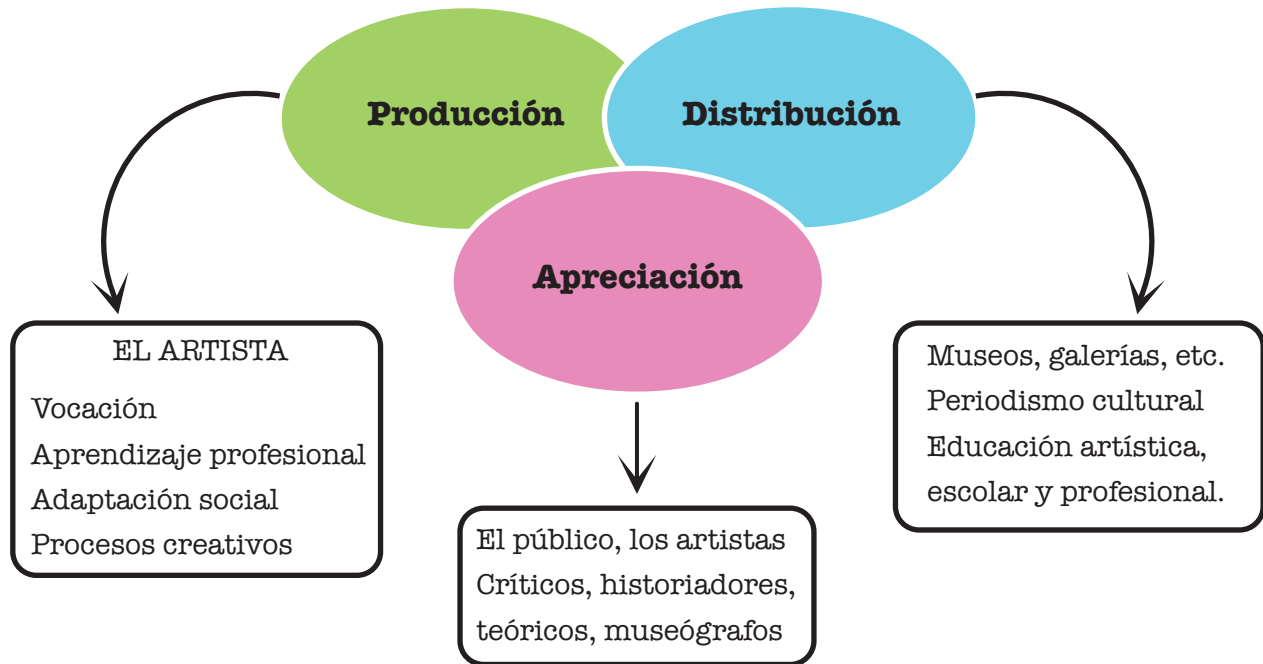 Producción
Distribución
Apreciación
EL ARTISTA
Vocación
Aprendizaje profesional
Adaptación social
Procesos creativos
El público, los artistas
Críticos, historiadores,
teóricos, museógrafos
Museos, galerías, etc.
Periodismo cultural
Educación artística,
escolar y profesional.